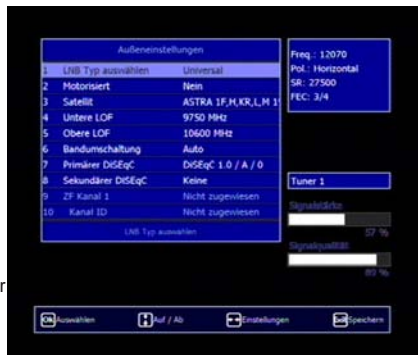 Außeneinstellungen
1 LNB Typ auswählen Universal
2 Motorisiert Nein
3 Satellit ASTRA 1F,H,KR,L,M 1
4 Untere LOF 9750 MHz
5 Obere LOF 10600 MHz
6 Bandumschaltung Auto
7 Primärer DiSEqC DiSEqC 1.0 / A / 0
8 Sekundärer DiSEqC Keine
9 ZF Kanal 1 Nicht zugewiesen
10 Kanal ID Nicht zugewiesen
LNB Typ auswählen
Freq.: 12070
Pol.: Horizontal
SR: 27500
FEC: 3/4
Tuner 1
Signalstärke
57 %
Signalqualität
89 %
r
OK Auswählen Auf / Ab Einstellungen Exit Speichern